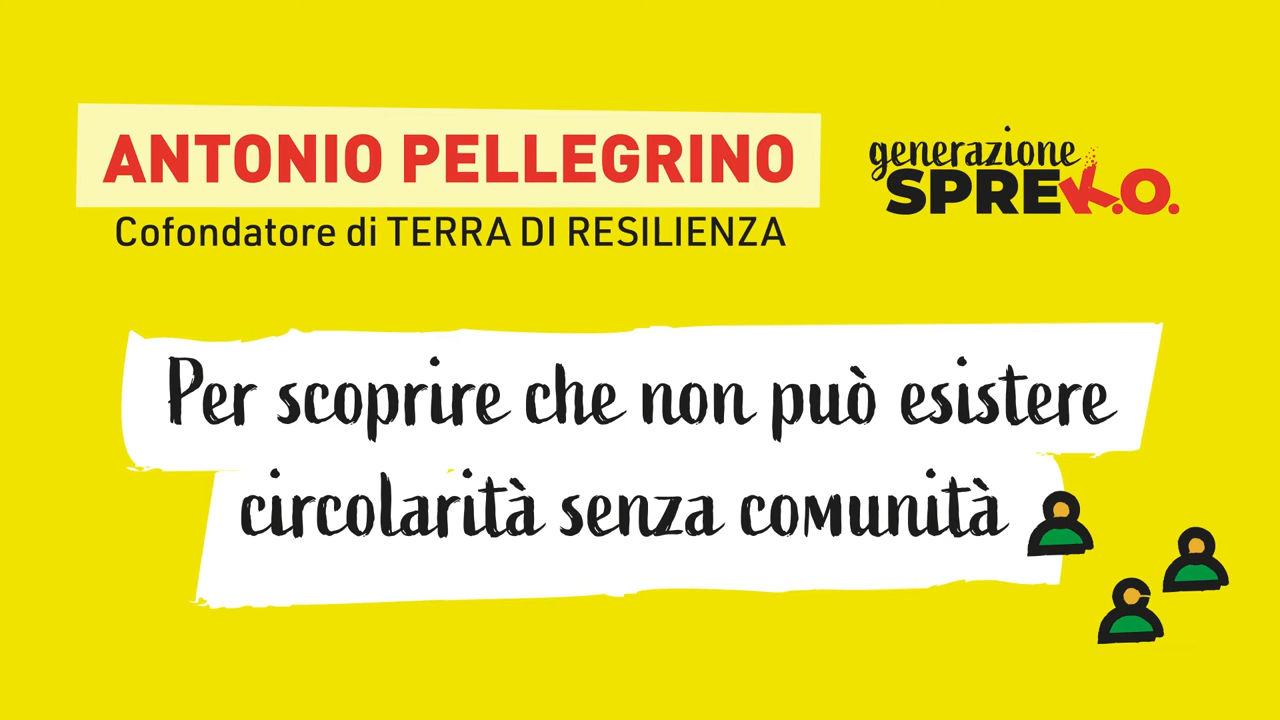 ANTONIO PELLEGRINO
Cofondatore di TERRA DI RESILIENZA
generazione
SPREK.O.
Per scoprire che non può esistere
circolarità senza comunità